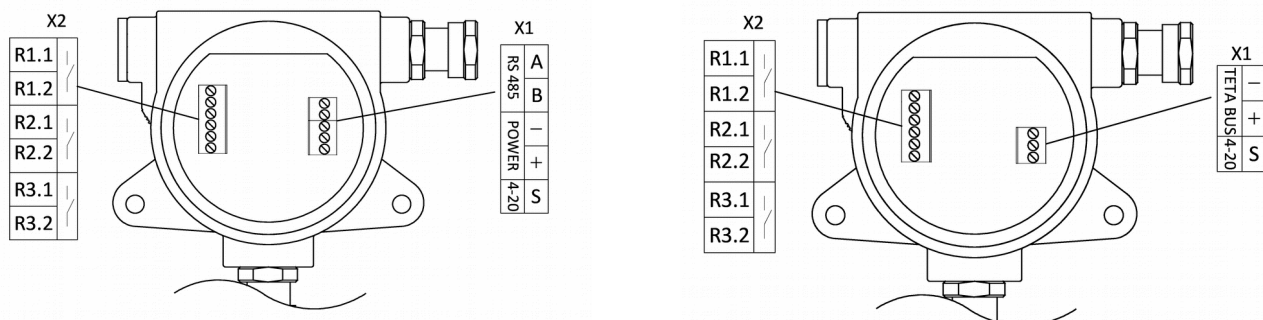 X2
R1.1
R1.2
R2.1
R2.2
R3.1
R3.2
X1
RS 485
A
B
POWER
–
+
4-20
S
X2
R1.1
R1.2
R2.1
R2.2
R3.1
R3.2
X1
TETA BUS
–
+
4-20
S